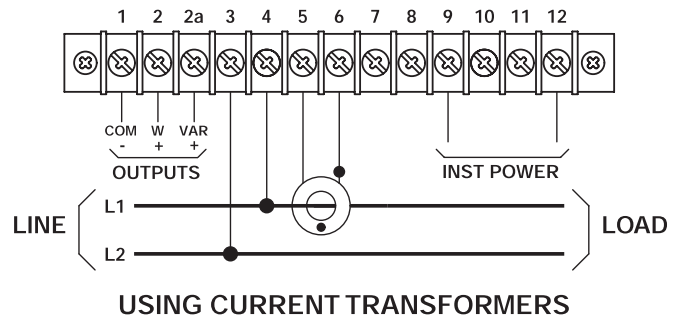 1 2 2a 3 4 5 6 7 8 9 10 11 12
COM W VAR
- + +
OUTPUTS
INST POWER
LINE
L1
L2
LOAD
USING CURRENT TRANSFORMERS